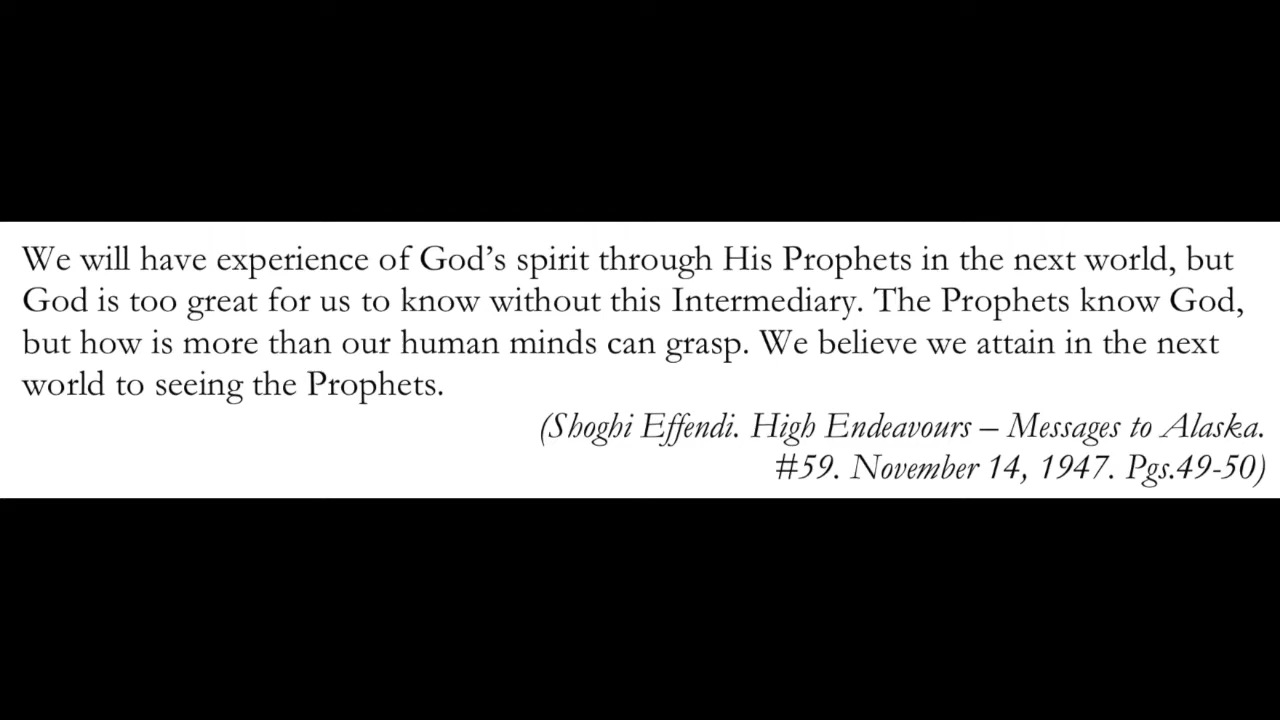 We will have experience of God’s spirit through His Prophets in the next world, but
God is too great for us to know without this Intermediary. The Prophets know God,
but how is more than our human minds can grasp. We believe we attain in the next
world to seeing the Prophets.
(Shoghi Effendi. High Endeavours – Messages to Alaska.
#59. November 14, 1947. Pgs.49-50)